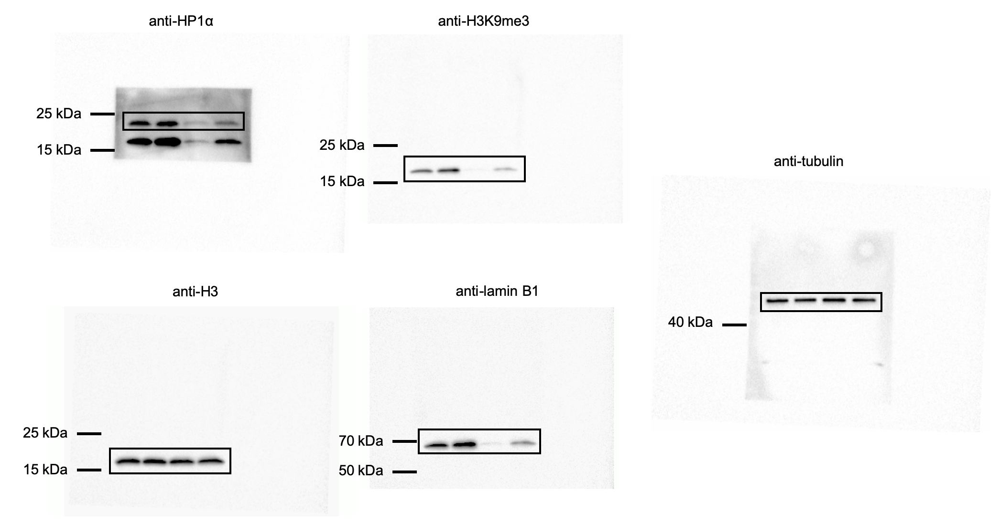 anti-HP1α
25 kDa
15 kDa
anti-H3K9me3
25 kDa
15 kDa
anti-tubulin
40 kDa
anti-H3
25 kDa
15 kDa
anti-lamin B1
70 kDa
50 kDa